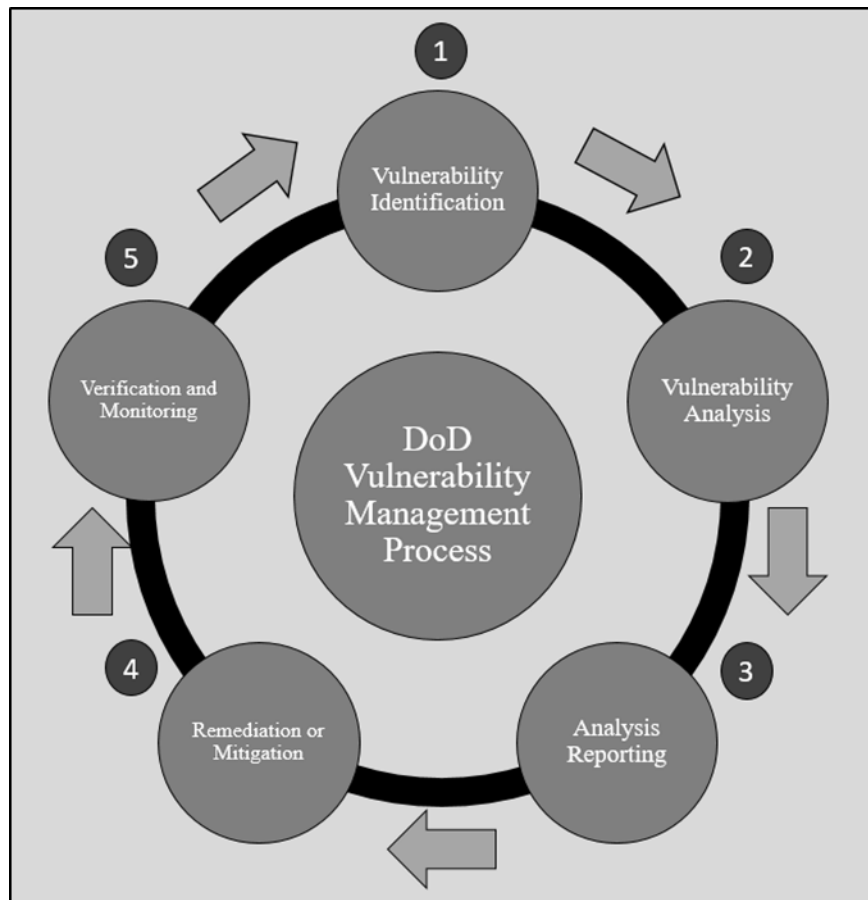 1
Vulnerability
Identification
2
Vulnerability
Analysis
3
Analysis
Reporting
4
Remediation or
Mitigation
5
Verification and
Monitoring
DoD
Vulnerability
Management
Process